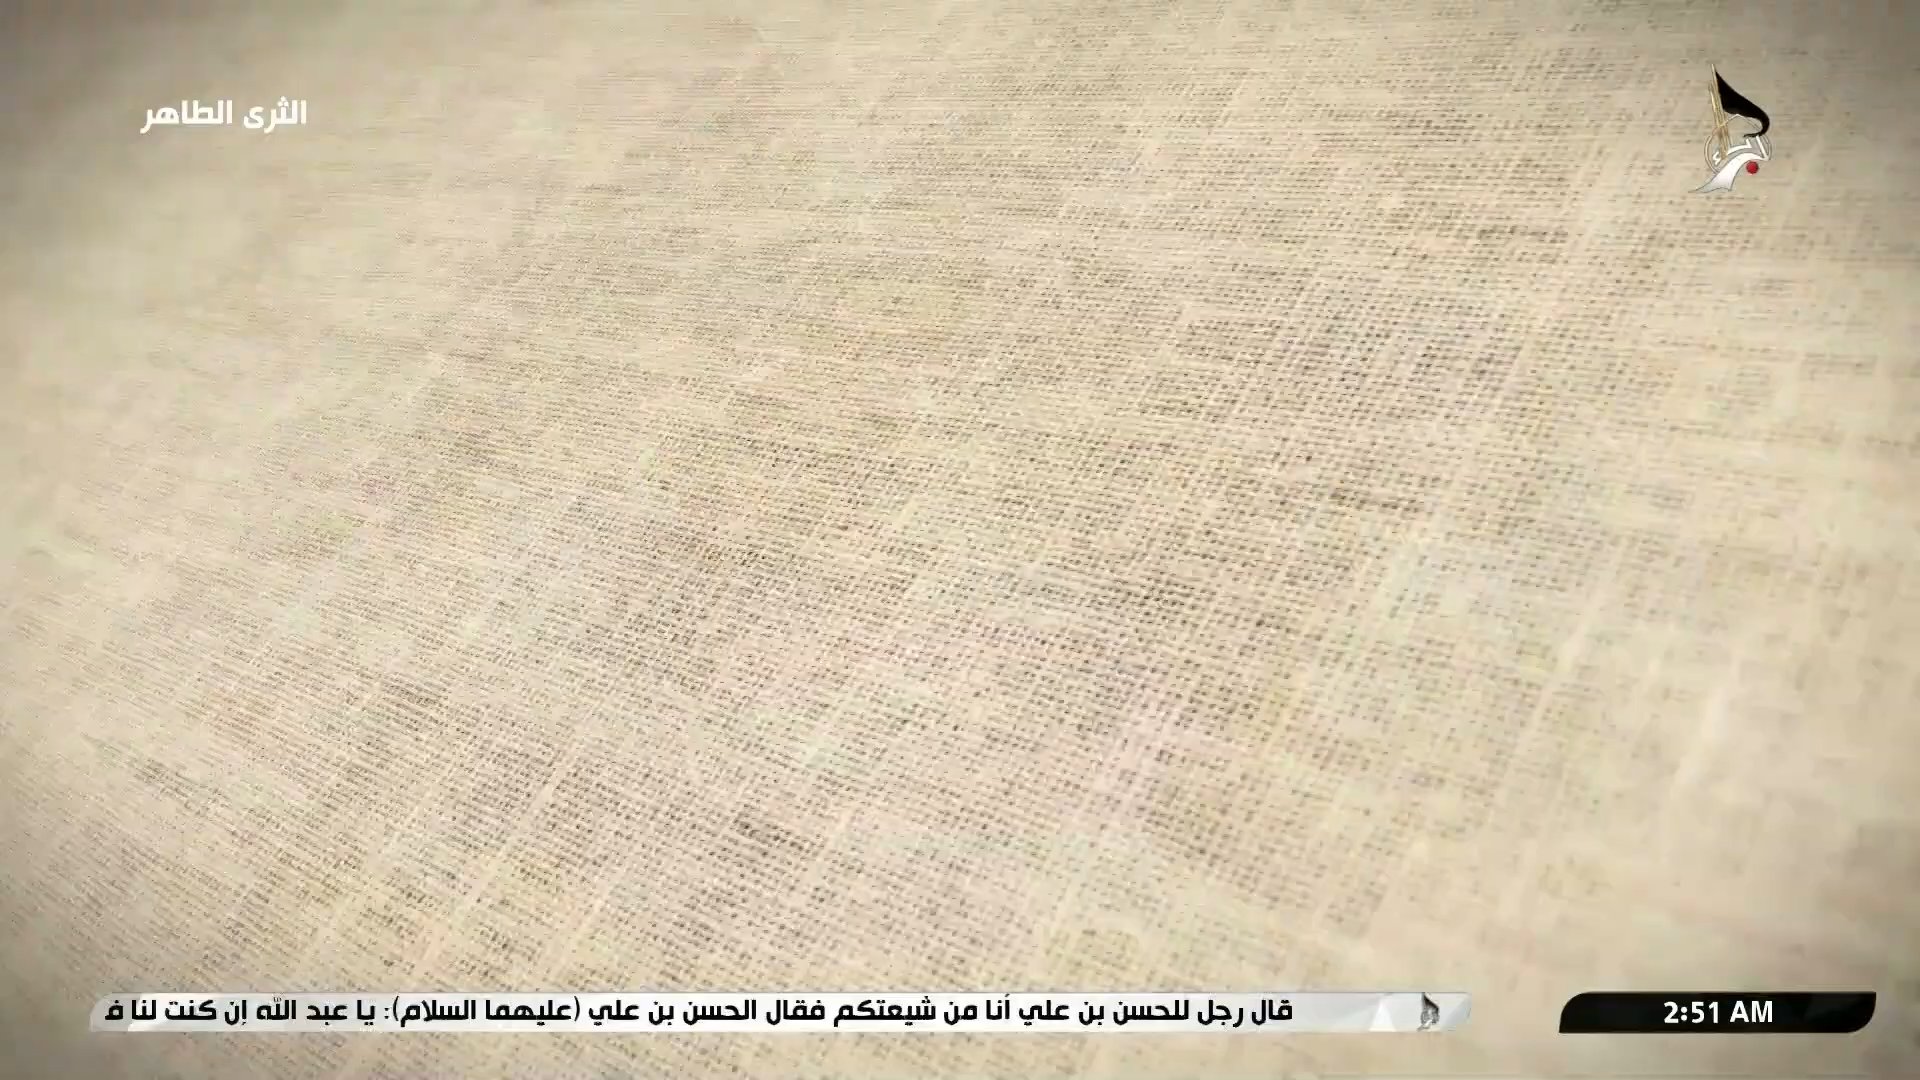 الثرى الطاهر
قال رجل للحسن بن علي أنا من شيعتكم فقال الحسن بن علي (عليهما السلام): يا عبد الله إن كنت لنا ف
2:51 AM